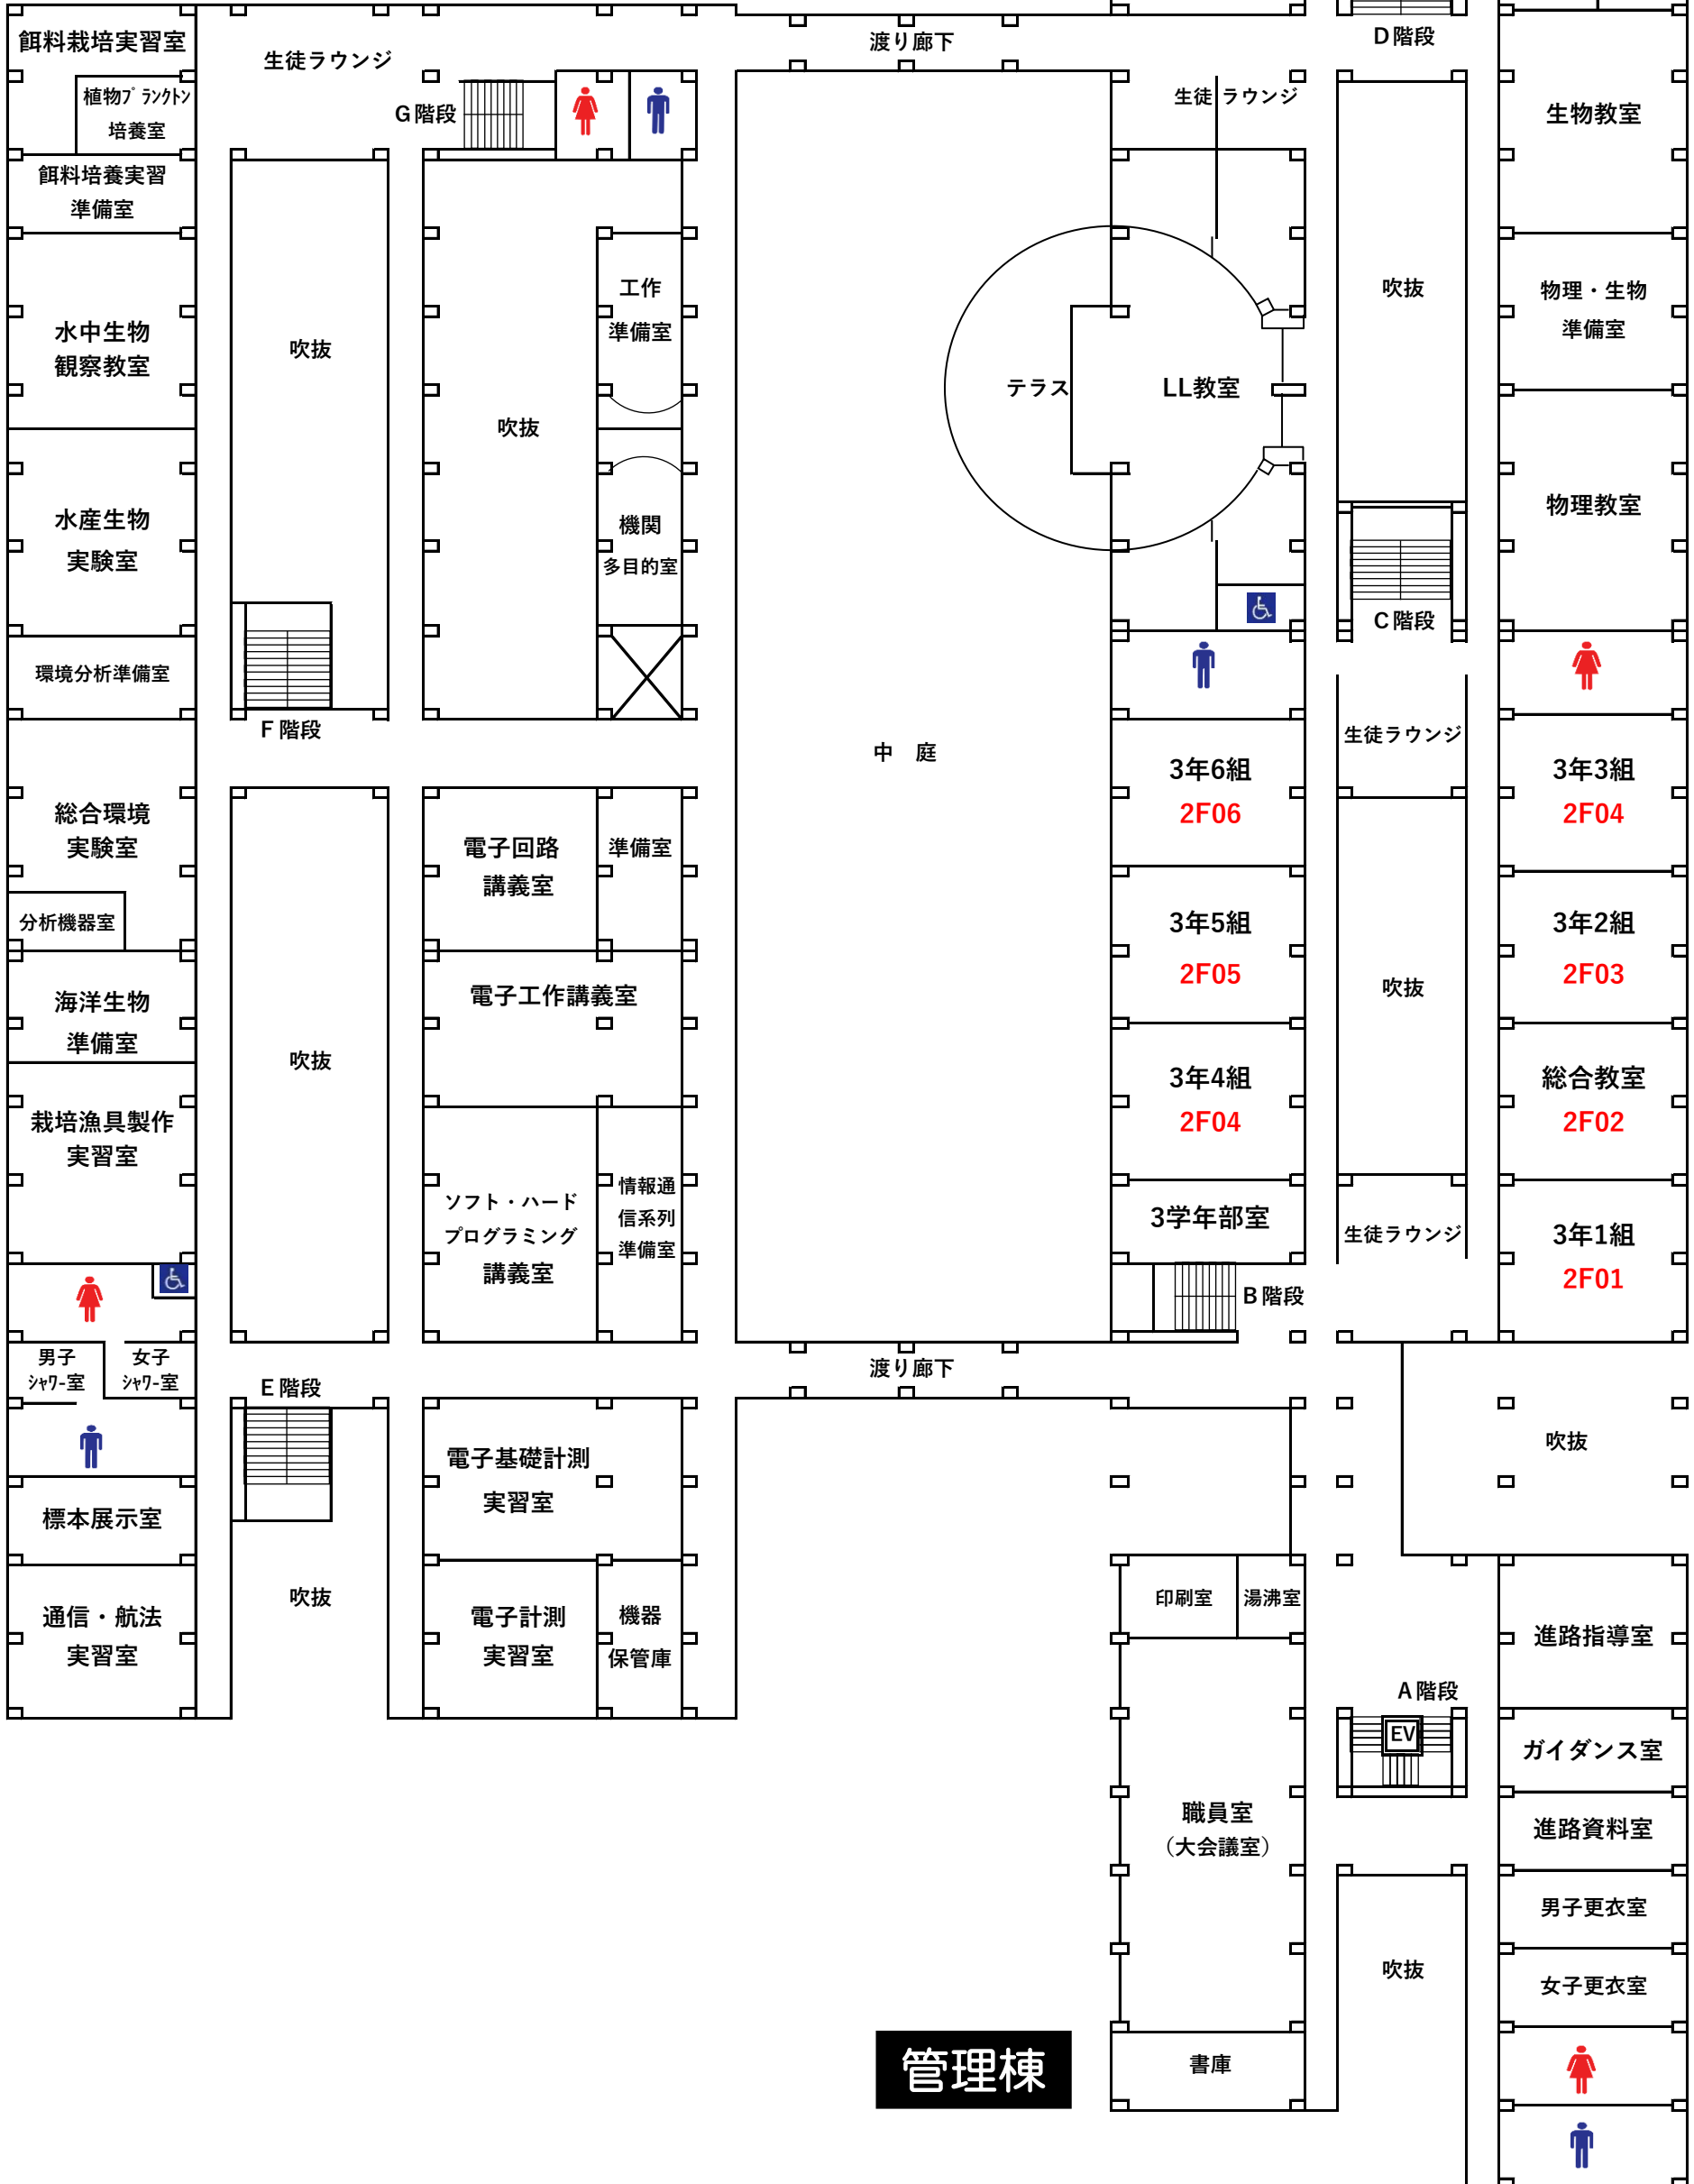 餌料栽培実習室
植物ﾌﾟﾗﾝｸﾄﾝ
培養室
餌料培養実習
準備室
水中生物
観察教室
水産生物
実験室
環境分析準備室
総合環境
実験室
分析機器室
海洋生物
準備室
栽培漁具製作
実習室
男子
ｼｬﾜｰ室
女子
ｼｬﾜｰ室
標本展示室
通信・航法
実習室
生徒ラウンジ
G階段
吹抜
F階段
吹抜
E階段
吹抜
吹抜
工作
準備室
機関
多目的室
電子回路
講義室
準備室
電子工作講義室
ソフト・ハード
プログラミング
講義室
情報通
信系列
準備室
電子基礎計測
実習室
電子計測
実習室
機器
保管庫
渡り廊下
中　庭
渡り廊下
管理棟
生徒ラウンジ
テラス
LL教室
3年6組
2F06
3年5組
2F05
3年4組
2F04
3学年部室
B階段
印刷室
湯沸室
職員室
（大会議室）
書庫
D階段
吹抜
C階段
生徒ラウンジ
吹抜
生徒ラウンジ
A階段
EV
吹抜
生物教室
物理・生物
準備室
物理教室
3年3組
2F04
3年2組
2F03
総合教室
2F02
3年1組
2F01
吹抜
進路指導室
ガイダンス室
進路資料室
男子更衣室
女子更衣室